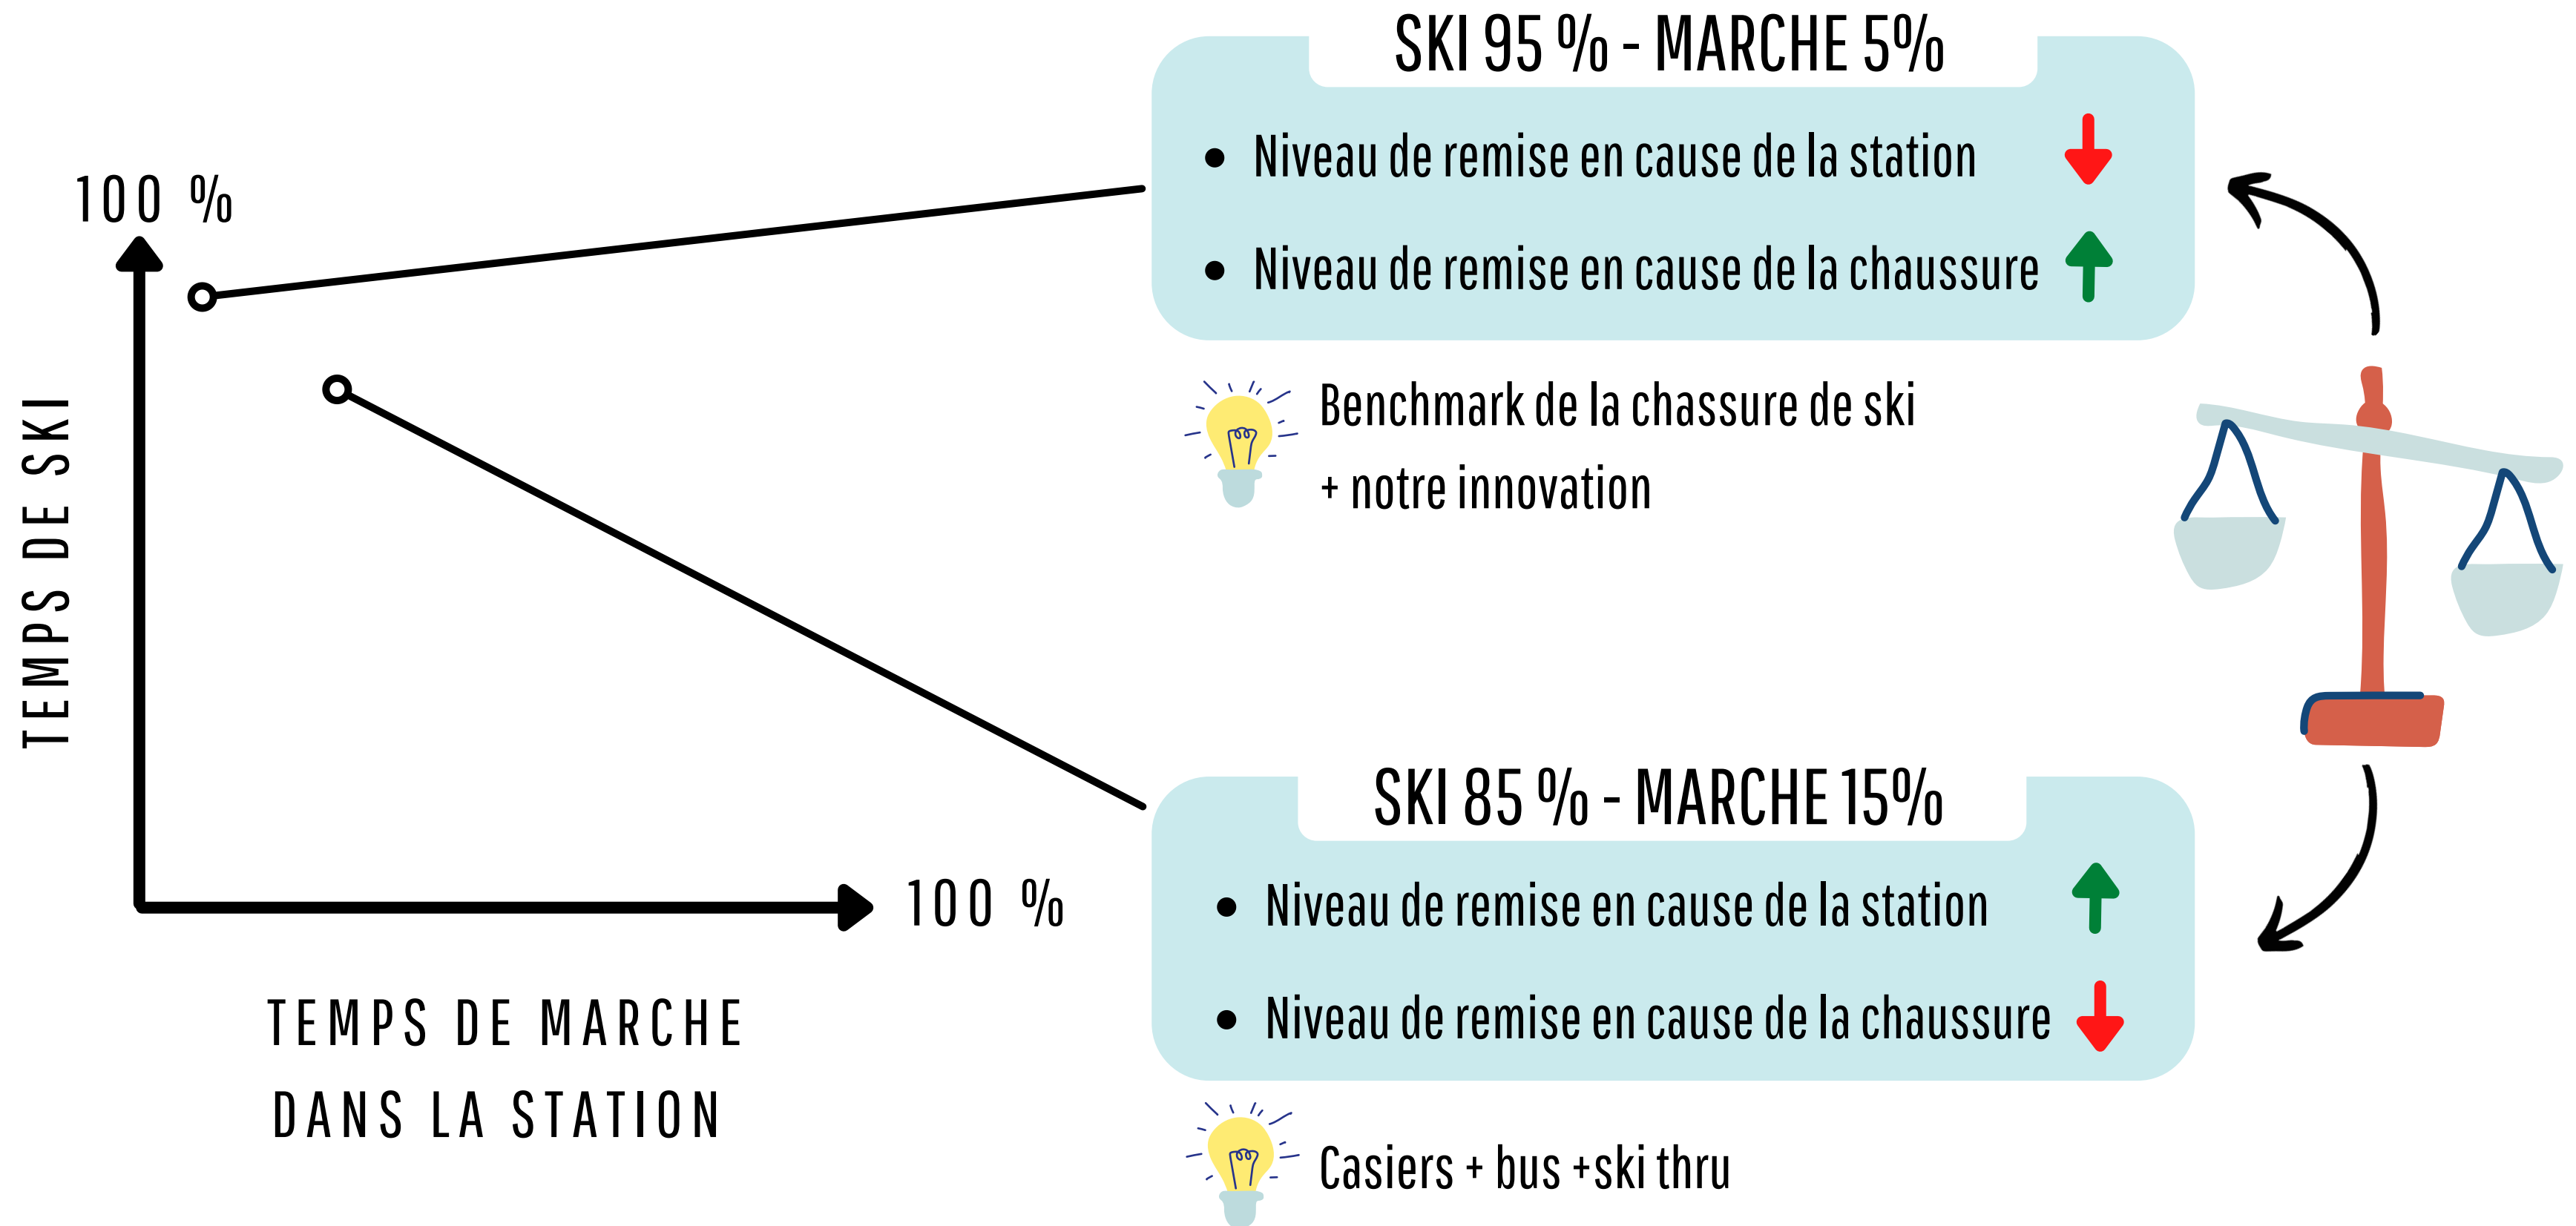 SKI 95 % - MARCHE 5%
• Niveau de remise en cause de la station
• Niveau de remise en cause de la chaussure
100 %
TEMPS DE SKI
Benchmark de la chassure de ski
+ notre innovation
SKI 85 % - MARCHE 15%
• Niveau de remise en cause de la station
• Niveau de remise en cause de la chaussure
100 %
TEMPS DE MARCHE
DANS LA STATION
Casiers + bus +ski thru